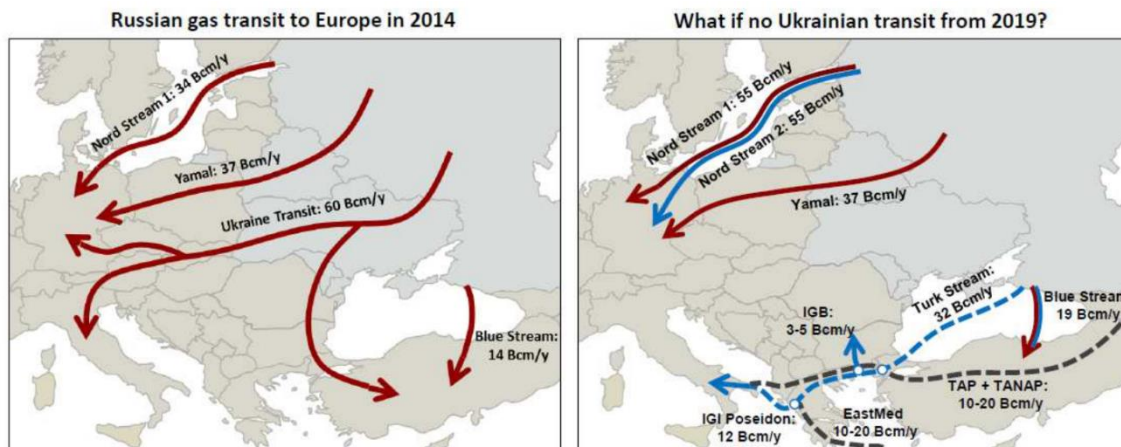 Russian gas transit to Europe in 2014
Nord Stream 1: 34 Bcm/y
Yamal: 37 Bcm/y
Ukraine Transit: 60 Bcm/y
Blue Stream:
14 Bcm/y
What if no Ukrainian transit from 2019?
Nord Stream 1: 55 Bcm/y
Nord Stream 2: 55 Bcm/y
Yamal: 37 Bcm/y
Turk Stream:
32 Bcm/y
Blue Stream
19 Bcm/y
IGB:
3-5 Bcm/y
TAP + TANAP:
10-20 Bcm/y
EastMed
10-20 Bcm/y
IGI Poseidon:
12 Bcm/y